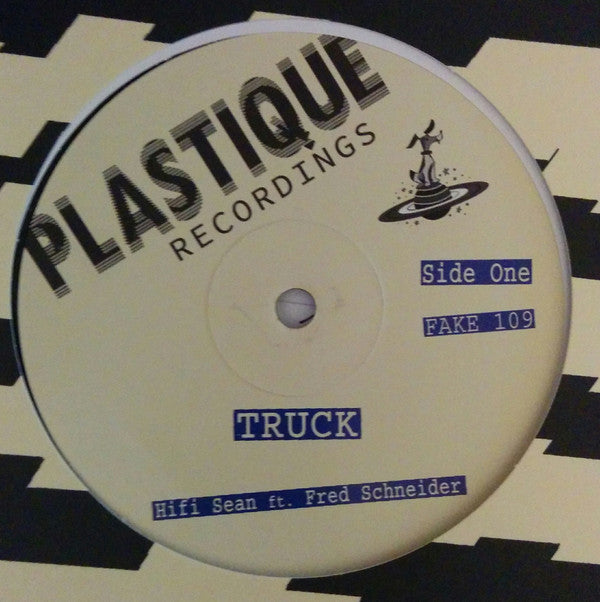 PLASTIQUE
RECORDINGS
Side One
FAKE 109
TRUCK
Hifi Sean ft. Fred Schneider